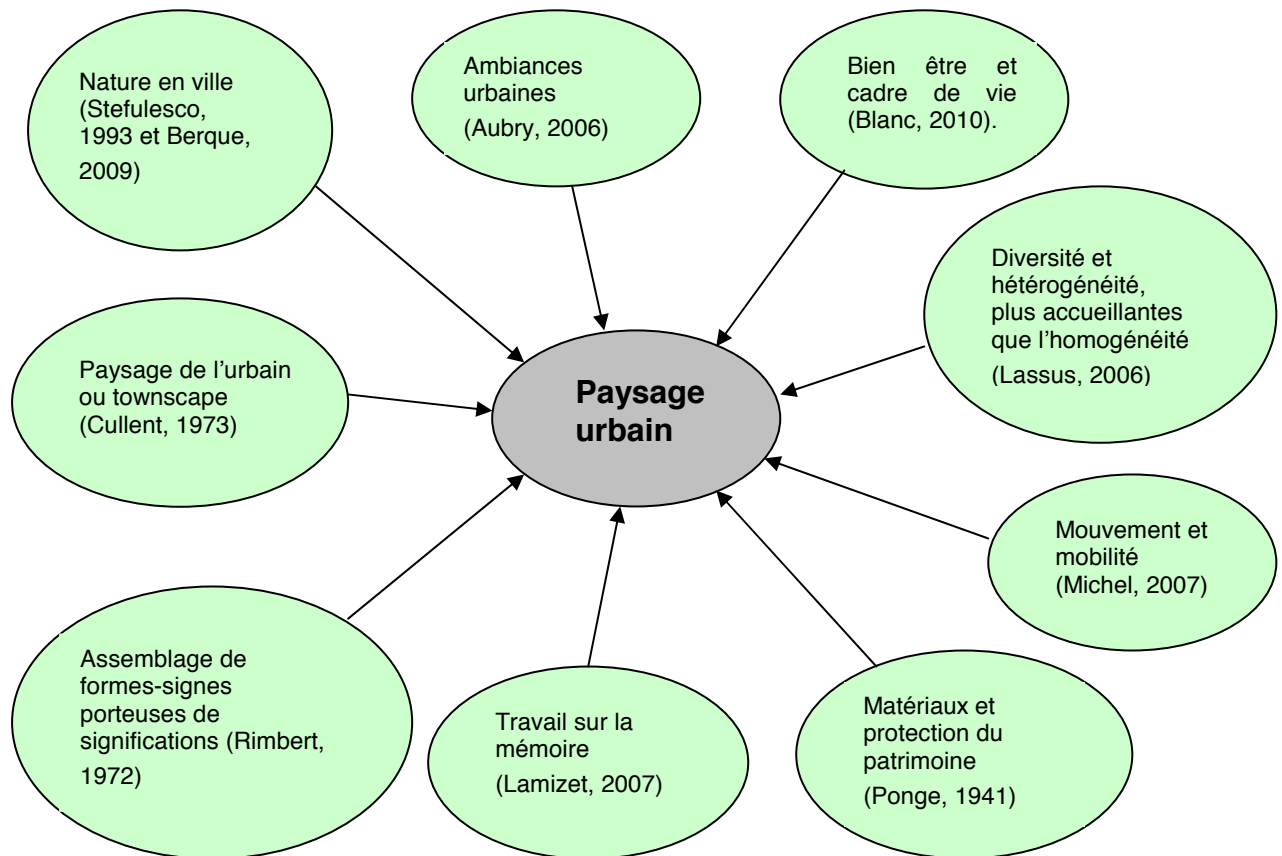 Nature en ville
(Stefulesco,
1993 et Berque,
2009)
Ambiances
urbaines
(Aubry, 2006)
Bien être et
cadre de vie
(Blanc, 2010).
Diversité et
hétérogénéité,
plus accueillantes
que l’homogénéité
(Lassus, 2006)
Paysage de l’urbain
ou townscape
(Cullent, 1973)
Paysage
urbain
Mouvement et
mobilité
(Michel, 2007)
Assemblage de
formes-signes
porteuses de
significations (Rimbert,
1972)
Travail sur la
mémoire
(Lamizet, 2007)
Matériaux et
protection du
patrimoine
(Ponge, 1941)